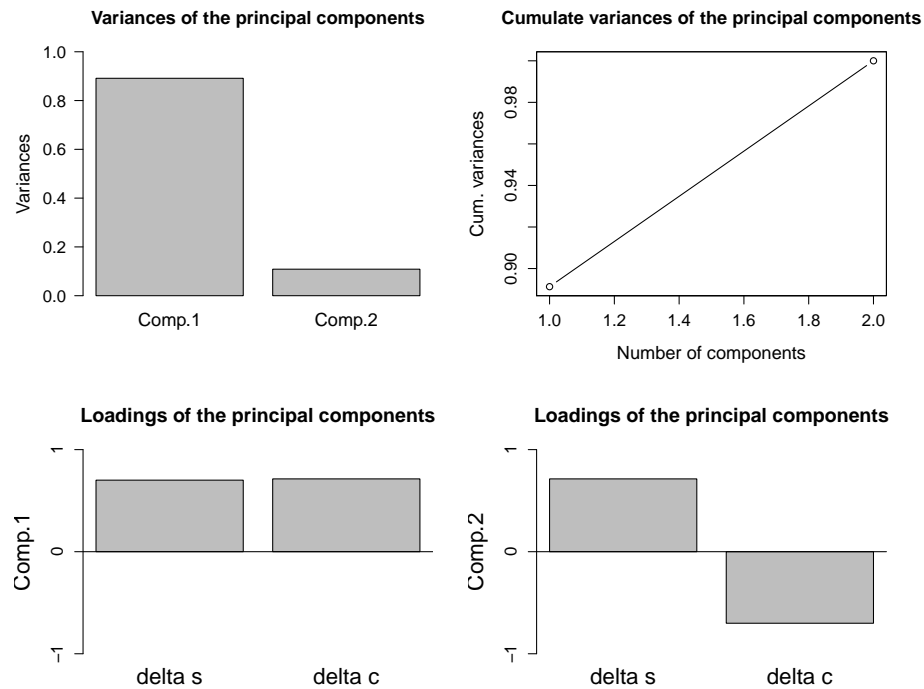 Variances of the principal components
Variances
1.0
0.8
0.6
0.4
0.2
0.0
Comp.1
Comp.2
Cumulate variances of the principal components
Cum. variances
0.98
0.94
0.90
1.0
1.2
1.4
1.6
1.8
2.0
Number of components
Loadings of the principal components
Comp.1
1
0
−1
delta s
delta c
Loadings of the principal components
Comp.2
1
0
−1
delta s
delta c